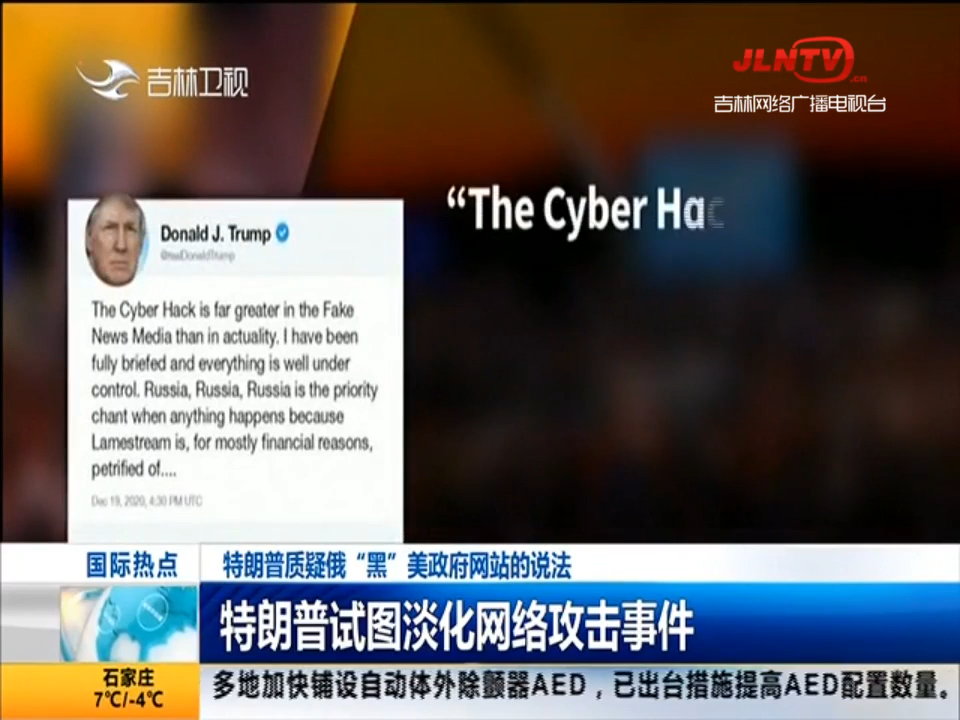 吉林卫视
JLNTV
.cn
吉林网络广播电视台
“The Cyber Hac
Donald J. Trump
@realDonaldTrump
The Cyber Hack is far greater in the Fake
News Media than in actuality. I have been
fully briefed and everything is well under
control. Russia, Russia, Russia is the priority
chant when anything happens because
Lamestream is, for mostly financial reasons,
petrified of....
Dec 19, 2020, 4:30 PM UTC
国际热点
特朗普质疑俄“黑”美政府网站的说法
特朗普试图淡化网络攻击事件
石家庄
7℃/-4℃
多地加快铺设自动体外除颤器AED，已出台措施提高AED配置数量。